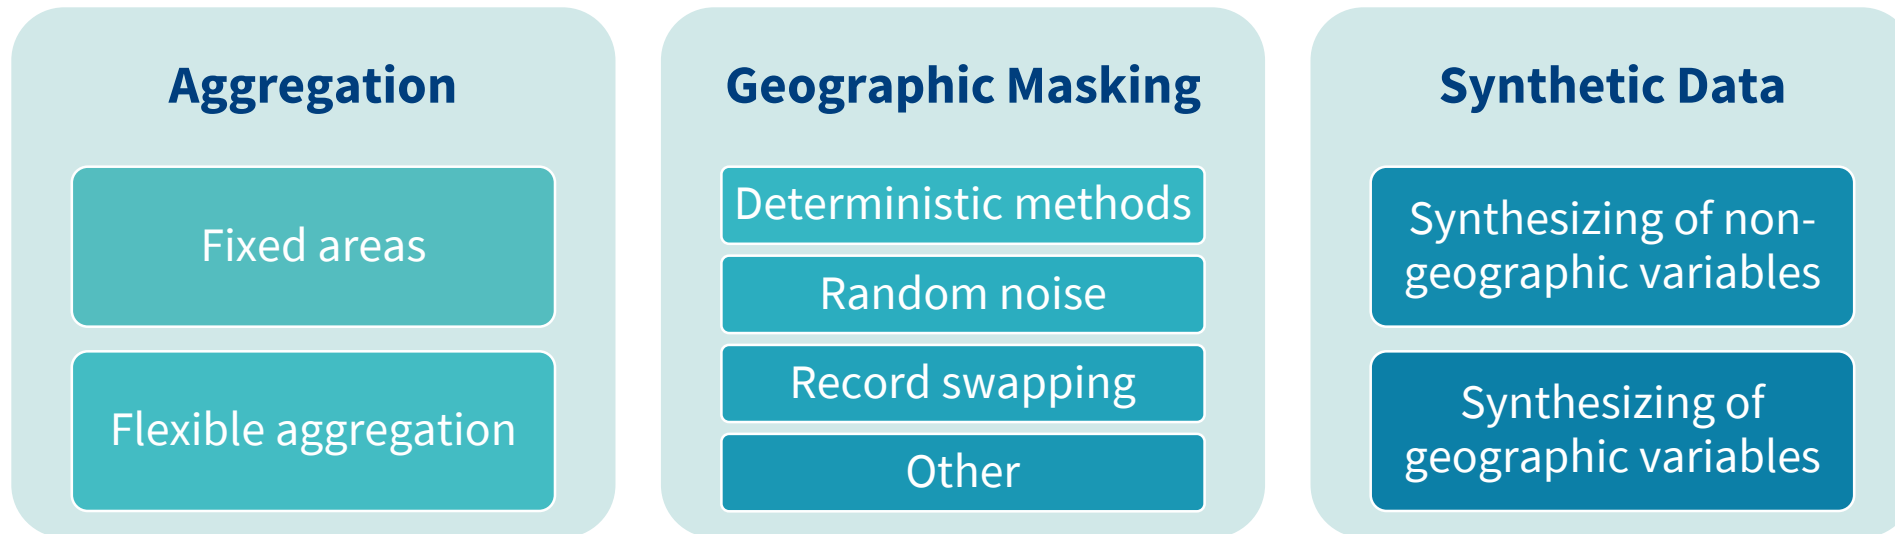 Aggregation
Fixed areas
Flexible aggregation
Geographic Masking
Deterministic methods
Random noise
Record swapping
Other
Synthetic Data
Synthesizing of non-
geographic variables
Synthesizing of
geographic variables